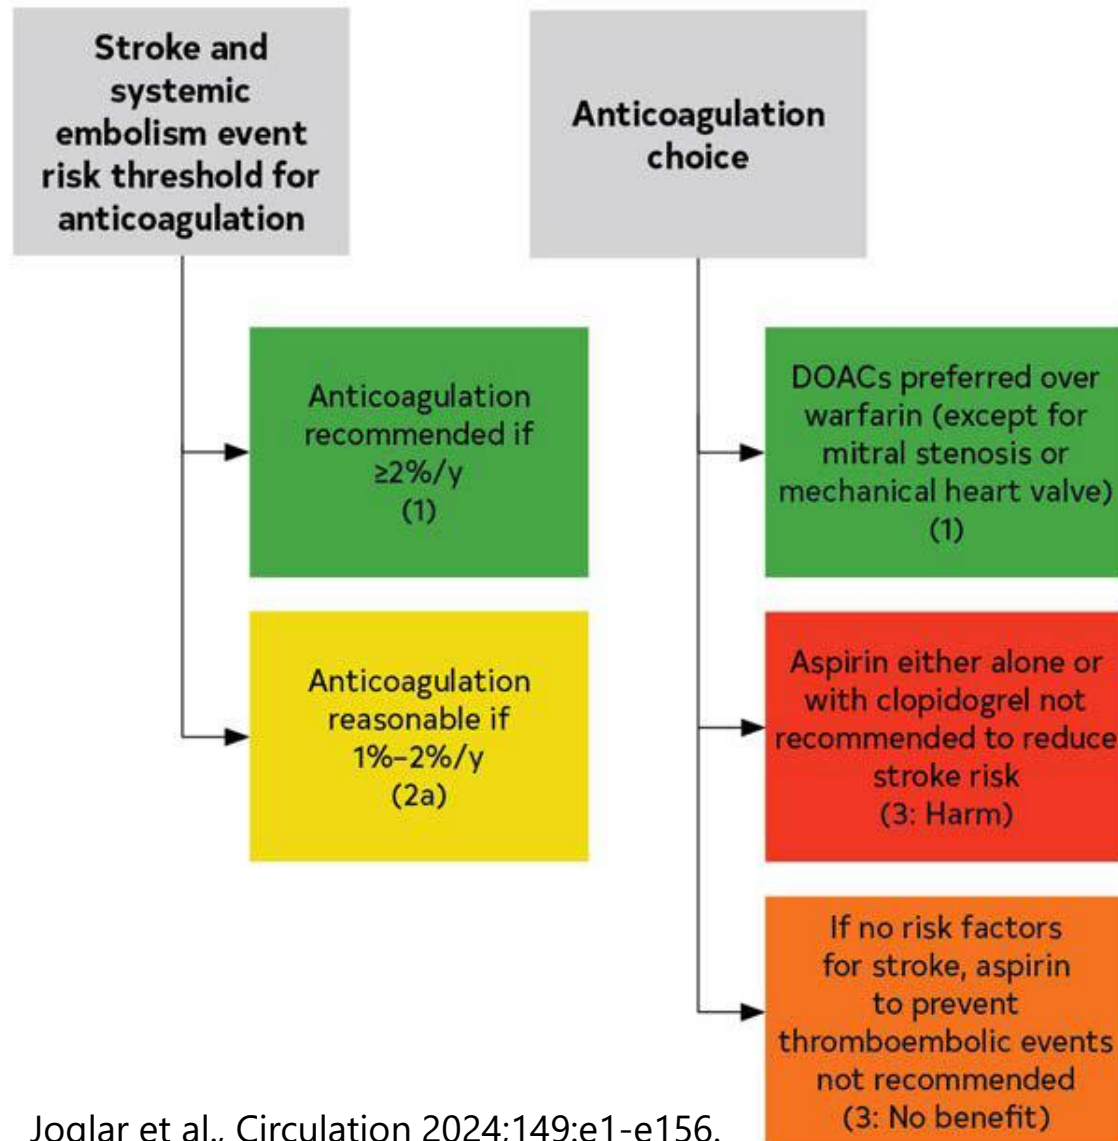 Stroke and
systemic
embolism event
risk threshold for
anticoagulation
Anticoagulation
recommended if
≥2%/y
(1)
Anticoagulation
reasonable if
1%–2%/y
(2a)
Anticoagulation
choice
DOACs preferred over
warfarin (except for
mitral stenosis or
mechanical heart valve)
(1)
Aspirin either alone or
with clopidogrel not
recommended to reduce
stroke risk
(3: Harm)
If no risk factors
for stroke, aspirin
to prevent
thromboembolic events
not recommended
(3: No benefit)
Joglar et al., Circulation 2024;149:e1-e156.